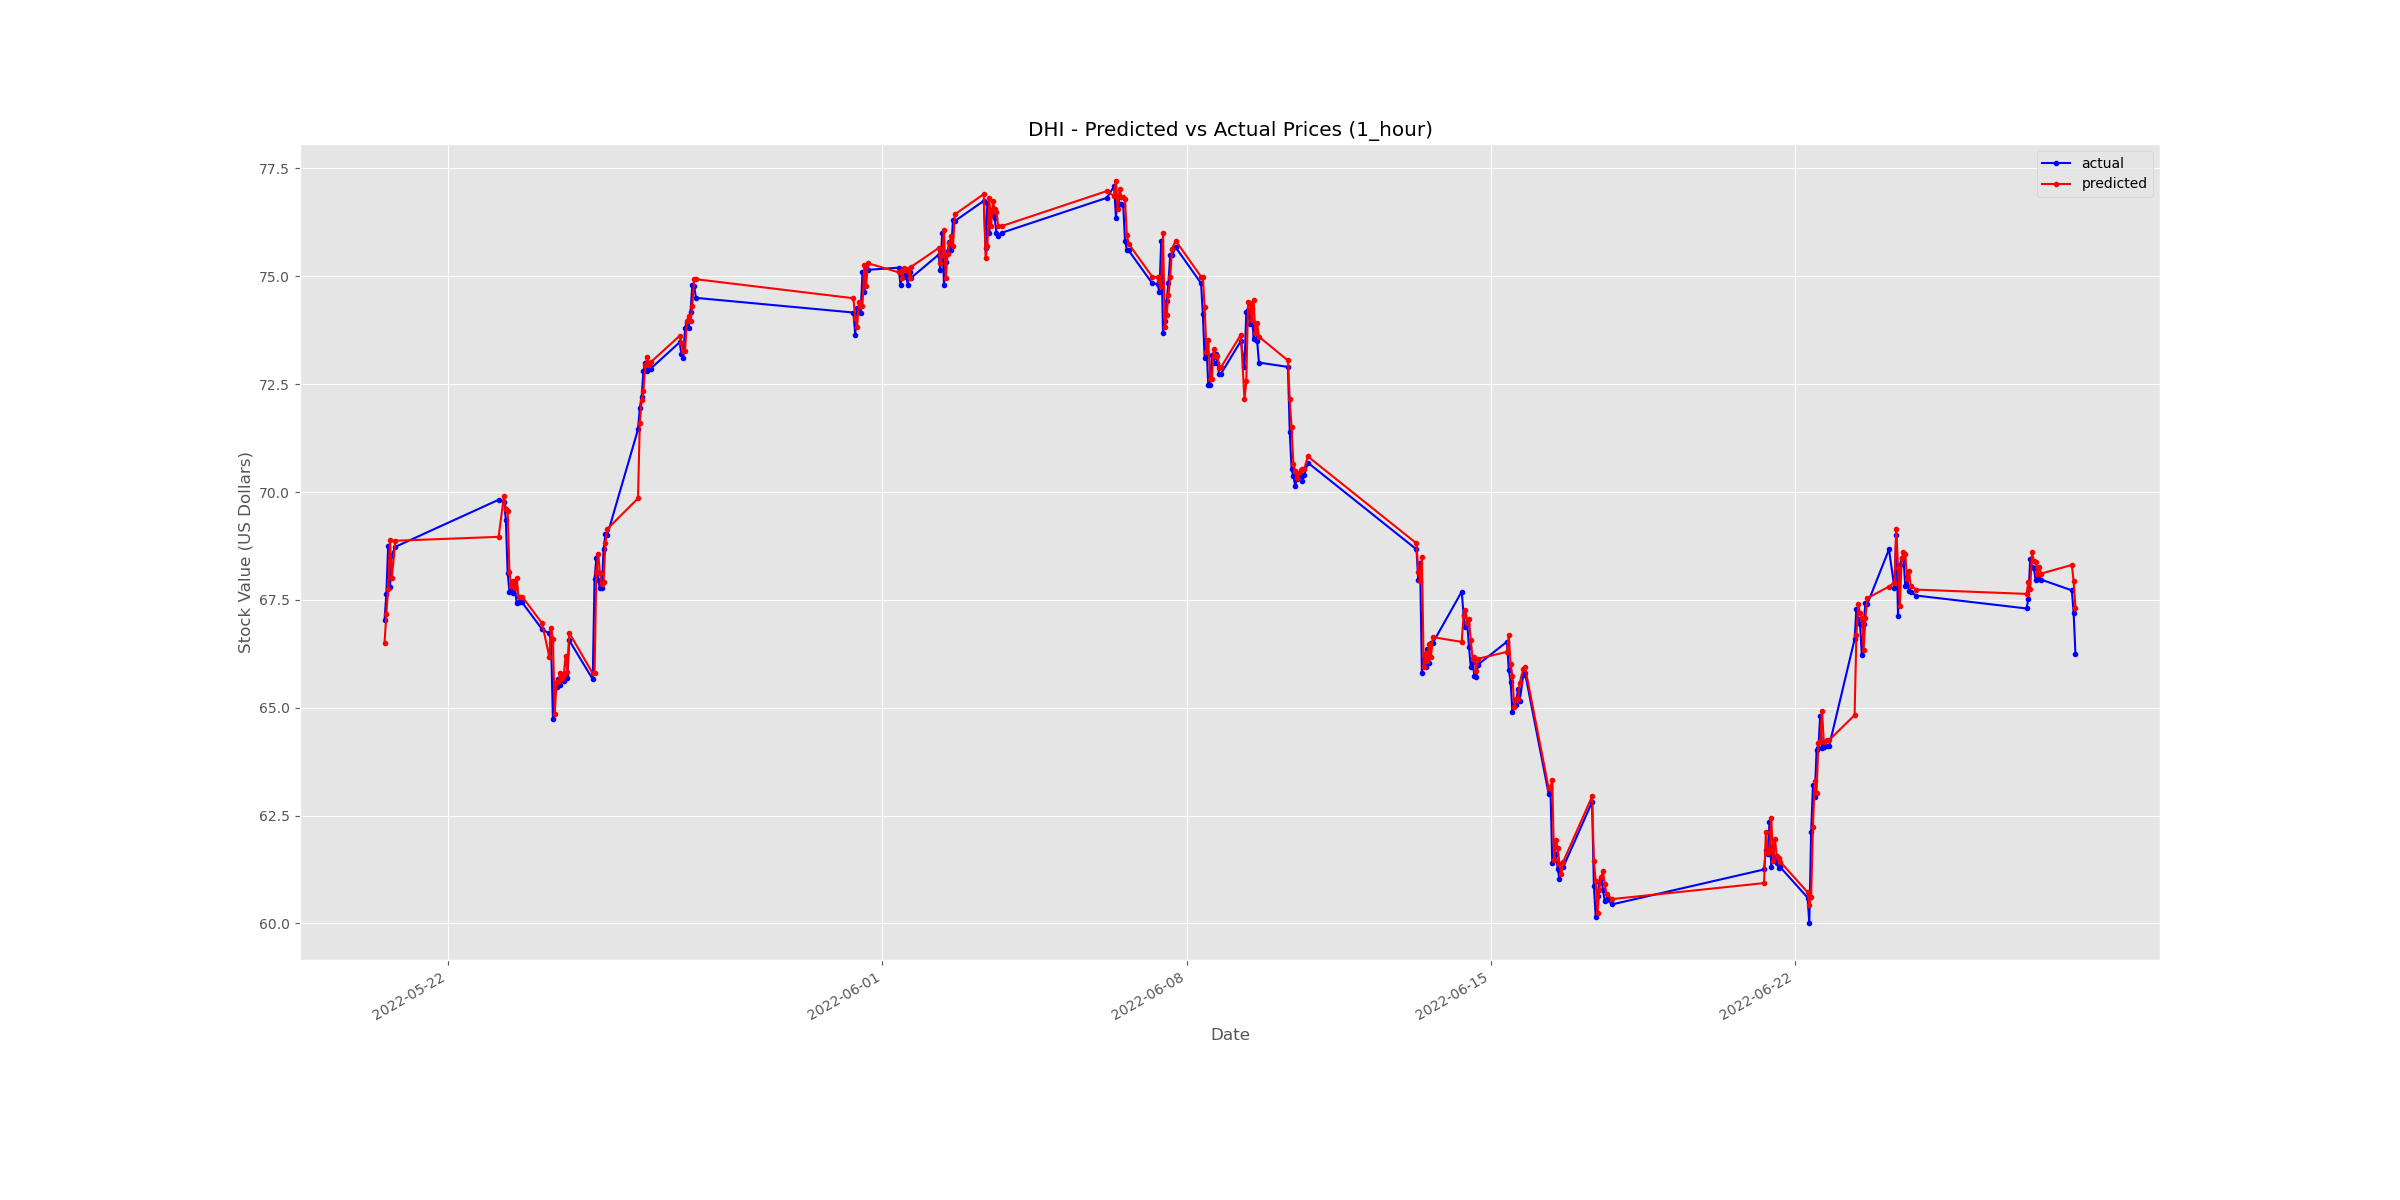 DHI - Predicted vs Actual Prices (1_hour)
actual
predicted
77.5
75.0
72.5
70.0
67.5
65.0
62.5
60.0
Stock Value (US Dollars)
2022-05-22
2022-06-01
2022-06-08
2022-06-15
2022-06-22
Date